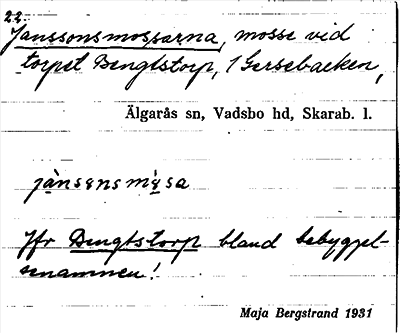 22.
Janssonsmossarna, mosse vid
torpet Bengtstorp, 1 Gersebacken,
Älgarås sn, Vadsbo hd, Skarab. l.
Jfr Bengtstorp bland bebyggel-
senamnen!
Maja Bergstrand 1931